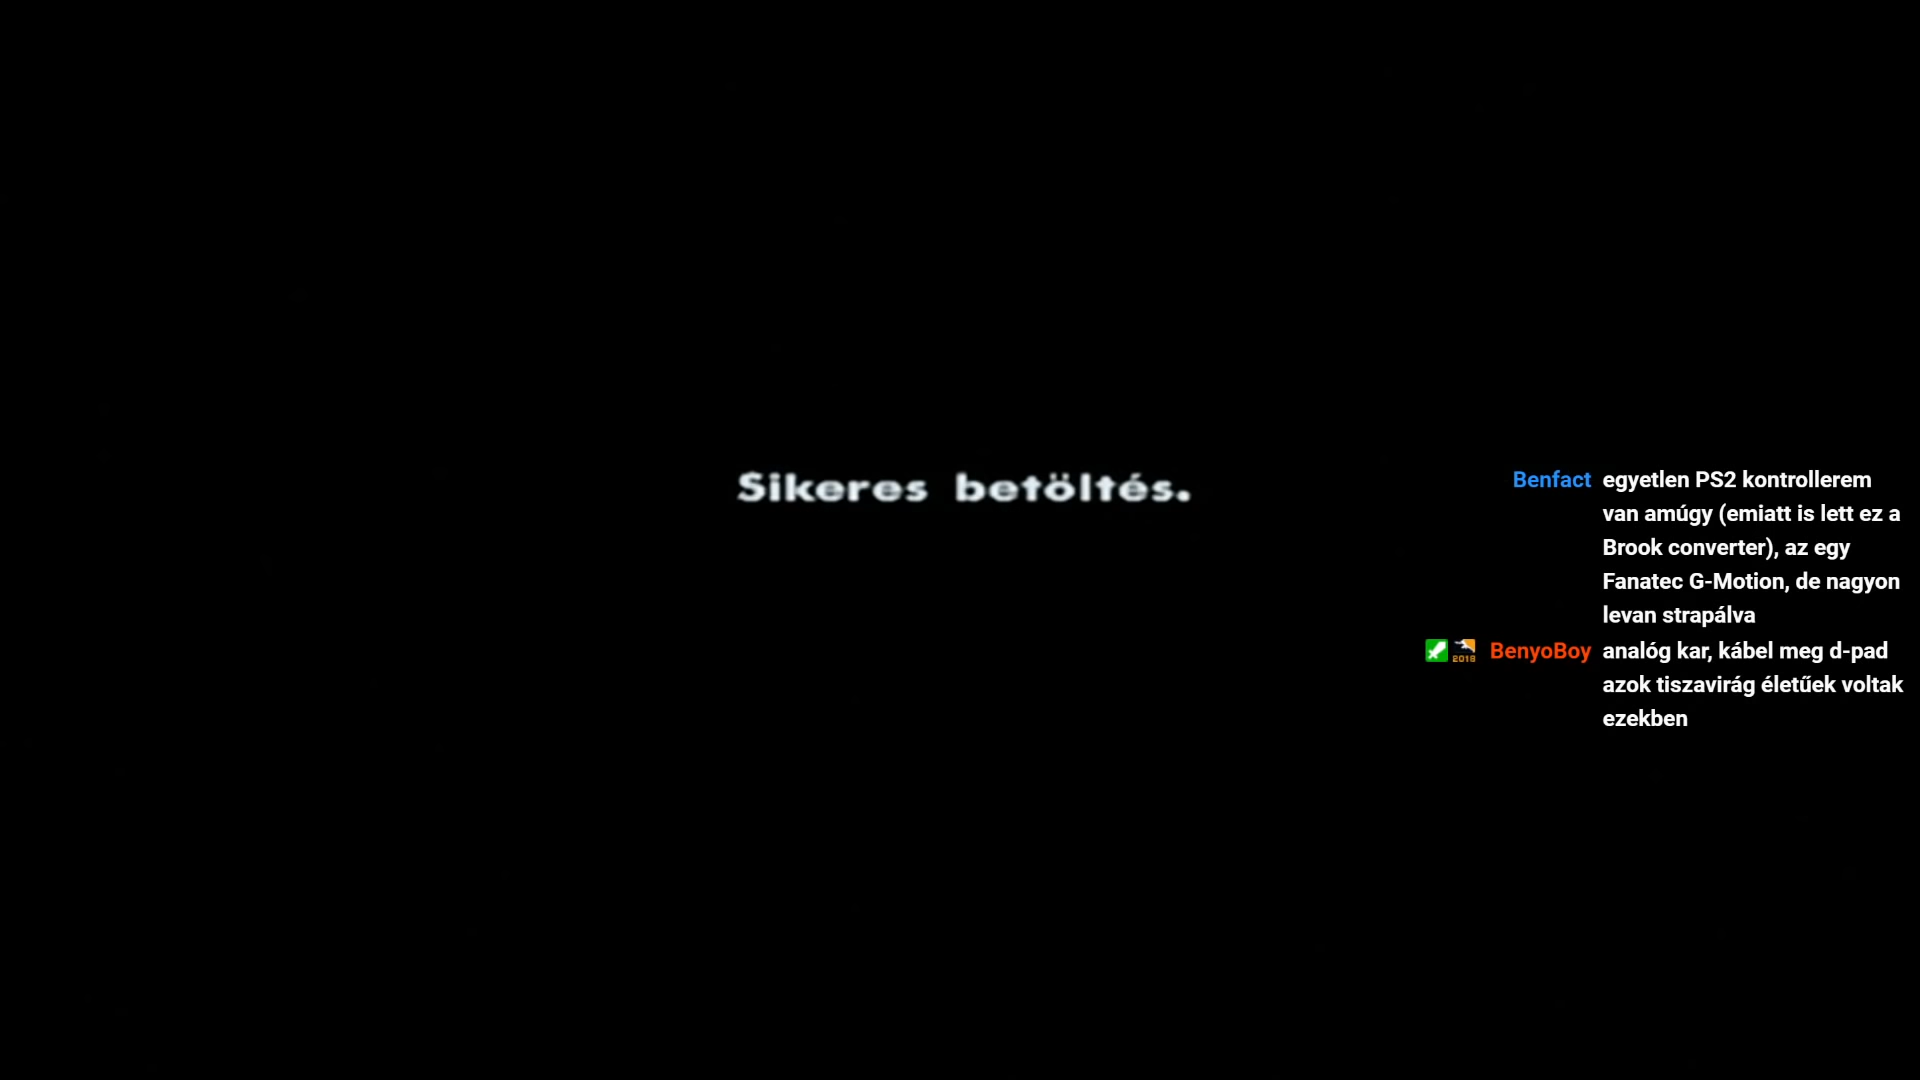 Sikeres betöltés.
Benfact egyetlen PS2 kontrollerem
van amúgy (emiatt is lett ez a
Brook converter), az egy
Fanatec G-Motion, de nagyon
levan strapálva
2018 BenyoBoy analóg kar, kábel meg d-pad
azok tiszavirág életűek voltak
ezekben